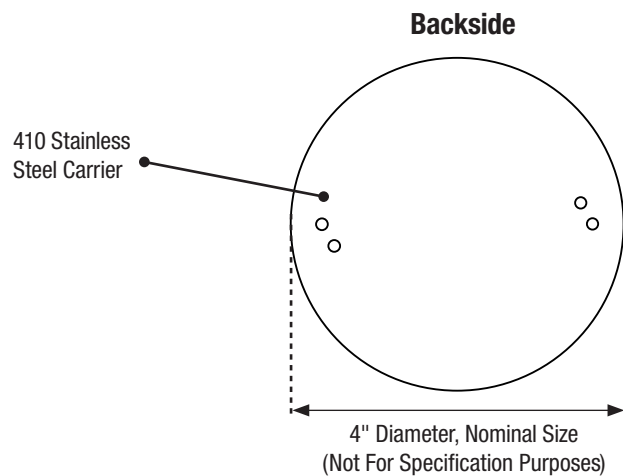 Backside
410 Stainless
Steel Carrier
4" Diameter, Nominal Size
(Not For Specification Purposes)